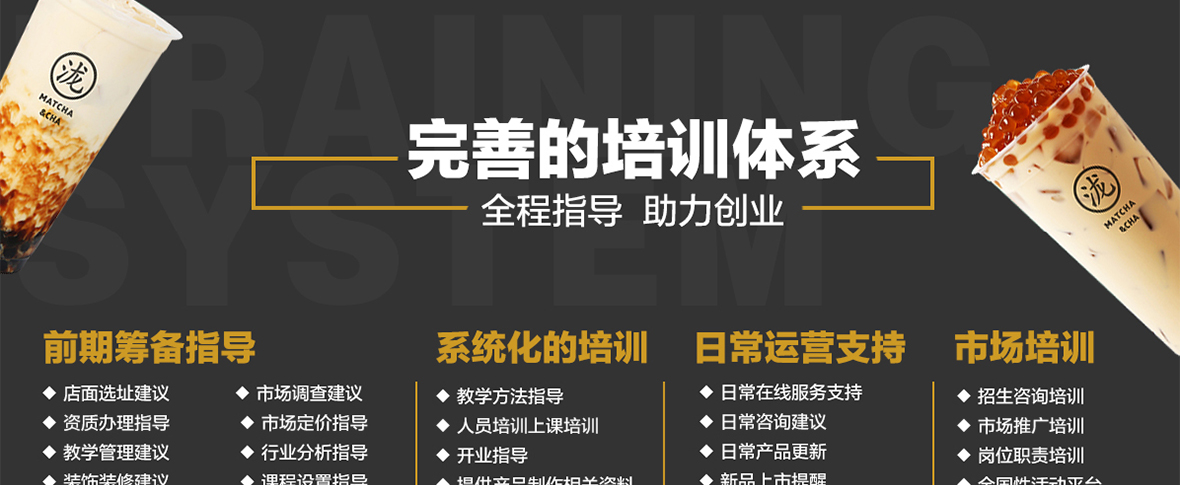 TRAINING
SYSTEM
泷
MATCHA
&CHA
完善的培训体系
全程指导 助力创业
泷
MATCHA
&CHA
前期筹备指导
店面选址建议
市场调查建议
资质办理指导
市场定价指导
教学管理建议
行业分析指导
装饰装修建议
课程设置指导
系统化的培训
教学方法指导
人员培训上课培训
开业指导
提供产品制作相关资料
日常运营支持
日常在线服务支持
日常咨询建议
日常产品更新
新品上市提醒
市场培训
招生咨询培训
市场推广培训
岗位职责培训
全国性活动平台